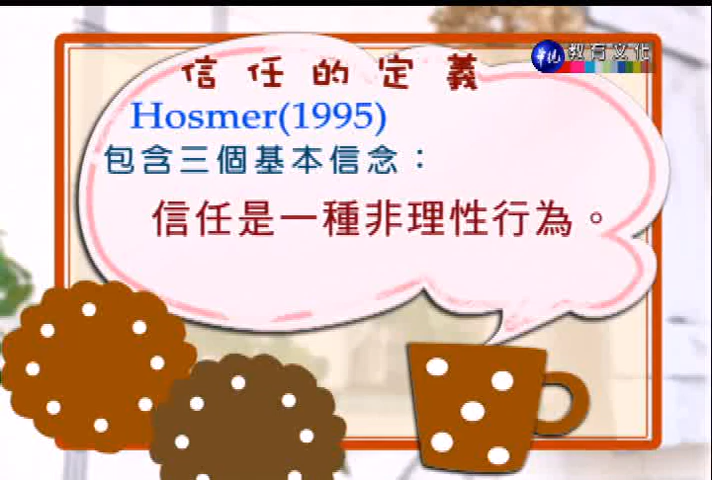 信任的定義
華視 教育文化
Hosmer(1995)
包含三個基本信念：
信任是一種非理性行為。